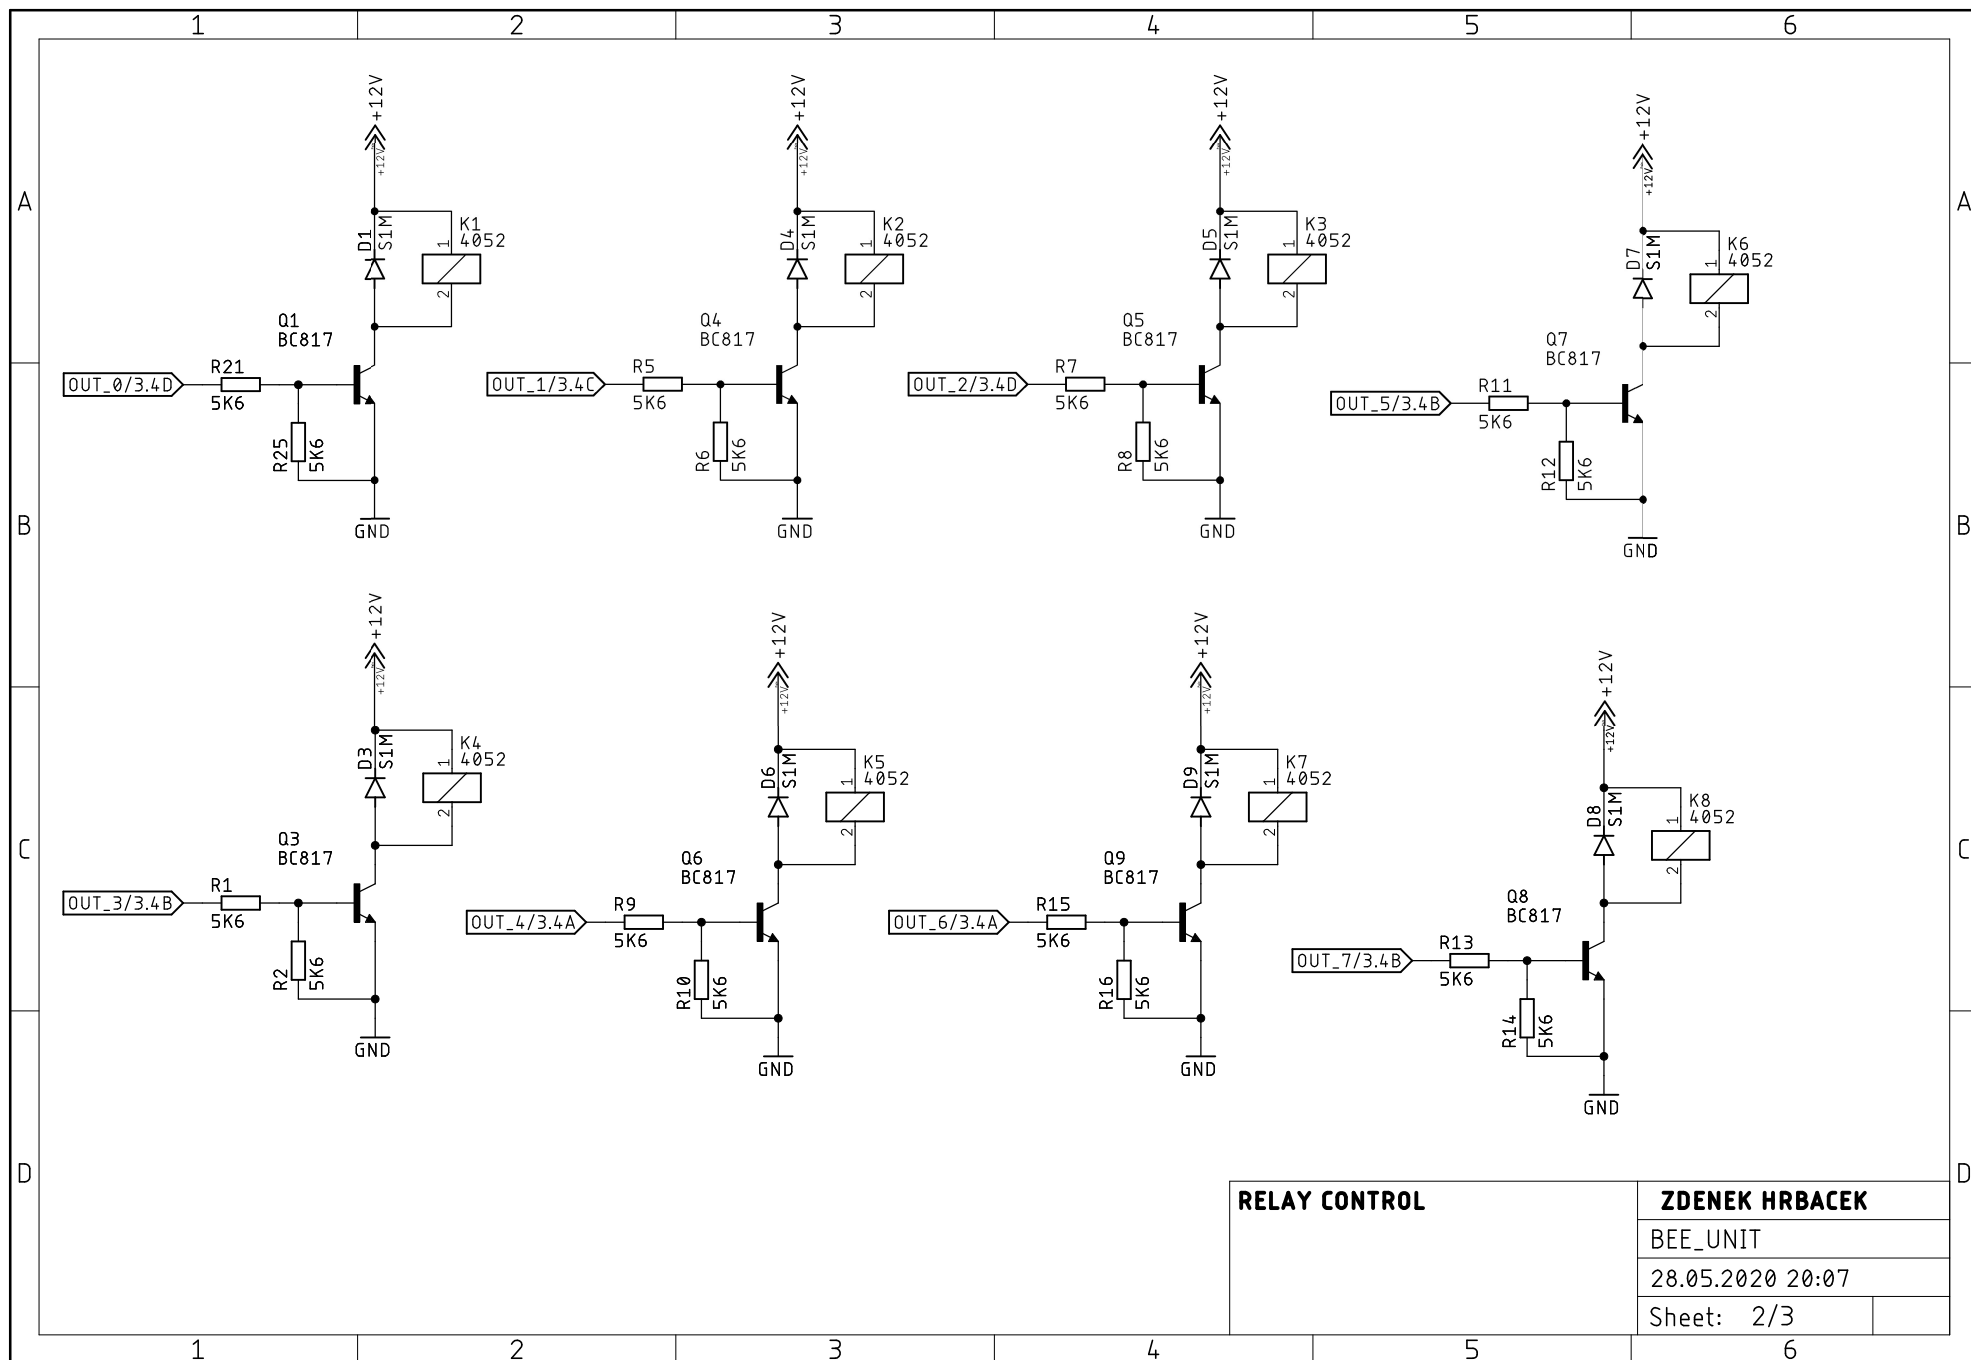 1 2 3 4 5 6
A A
B B
C C
D D
+12V
+12V
D1
S1M
K1
4052
1
2
Q1
BC817
OUT_0/3.4D
R21
5K6
R25
5K6
GND
+12V
+12V
D4
S1M
K2
4052
1
2
Q4
BC817
OUT_1/3.4C
R5
5K6
R6
5K6
GND
+12V
+12V
D5
S1M
K3
4052
1
2
Q5
BC817
OUT_2/3.4D
R7
5K6
R8
5K6
GND
+12V
+12V
D7
S1M
K6
4052
1
2
Q7
BC817
OUT_5/3.4B
R11
5K6
R12
5K6
GND
+12V
+12V
D3
S1M
K4
4052
1
2
Q3
BC817
OUT_3/3.4B
R1
5K6
R2
5K6
GND
+12V
+12V
D6
S1M
K5
4052
1
2
Q6
BC817
OUT_4/3.4A
R9
5K6
R10
5K6
GND
+12V
+12V
D9
S1M
K7
4052
1
2
Q9
BC817
OUT_6/3.4A
R15
5K6
R16
5K6
GND
+12V
+12V
D8
S1M
K8
4052
1
2
Q8
BC817
OUT_7/3.4B
R13
5K6
R14
5K6
GND
RELAY CONTROL
ZDENEK HRBACEK
BEE_UNIT
28.05.2020 20:07
Sheet: 2/3
1 2 3 4 5 6